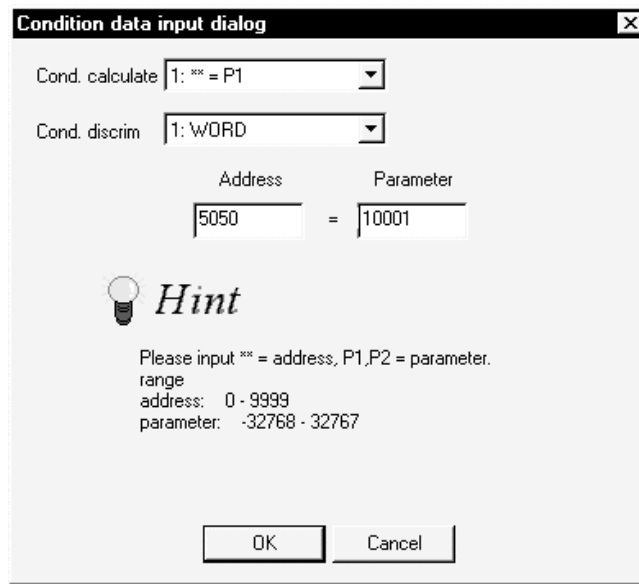 Condition data input dialog
Cond. calculate 1: ** = P1
Cond. discrim 1: WORD
Address Parameter
5050 = 10001
Hint
Please input ** = address, P1,P2 = parameter.
range
address: 0 - 9999
parameter: -32768 - 32767
OK Cancel